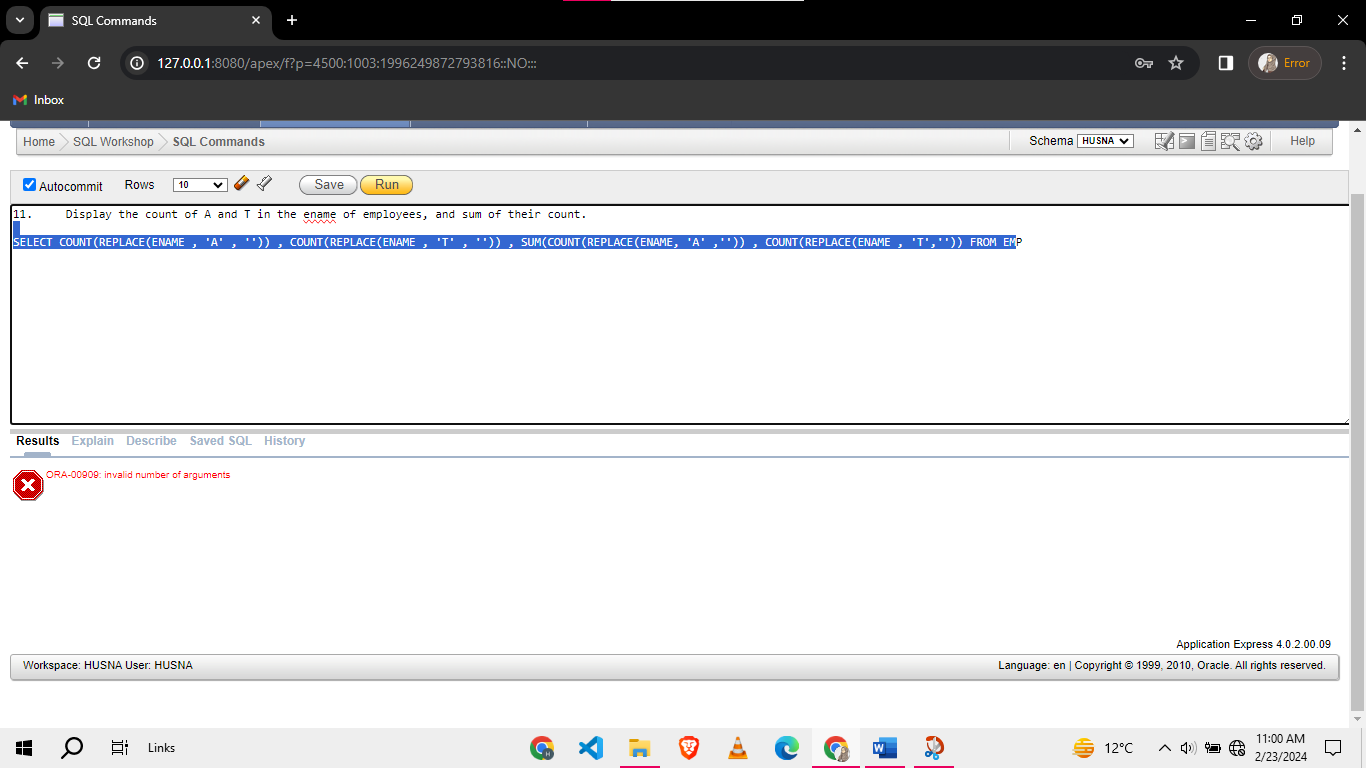 SQL Commands
127.0.0.1:8080/apex/f?p=4500:1003:1996249872793816::NO:::
Error
Inbox
Home SQL Workshop SQL Commands
Schema HUSNA Help
Autocommit Rows 10 Save Run
11. Display the count of A and T in the ename of employees, and sum of their count.
SELECT COUNT(REPLACE(ENAME , 'A' , '')) , COUNT(REPLACE(ENAME , 'T' , '')) , SUM(COUNT(REPLACE(ENAME, 'A' ,'')) , COUNT(REPLACE(ENAME , 'T','')) FROM EMP
Results Explain Describe Saved SQL History
ORA-00909: invalid number of arguments
Application Express 4.0.2.00.09
Workspace: HUSNA User: HUSNA
Language: en | Copyright © 1999, 2010, Oracle. All rights reserved.
Links
12°C
11:00 AM
2/23/2024